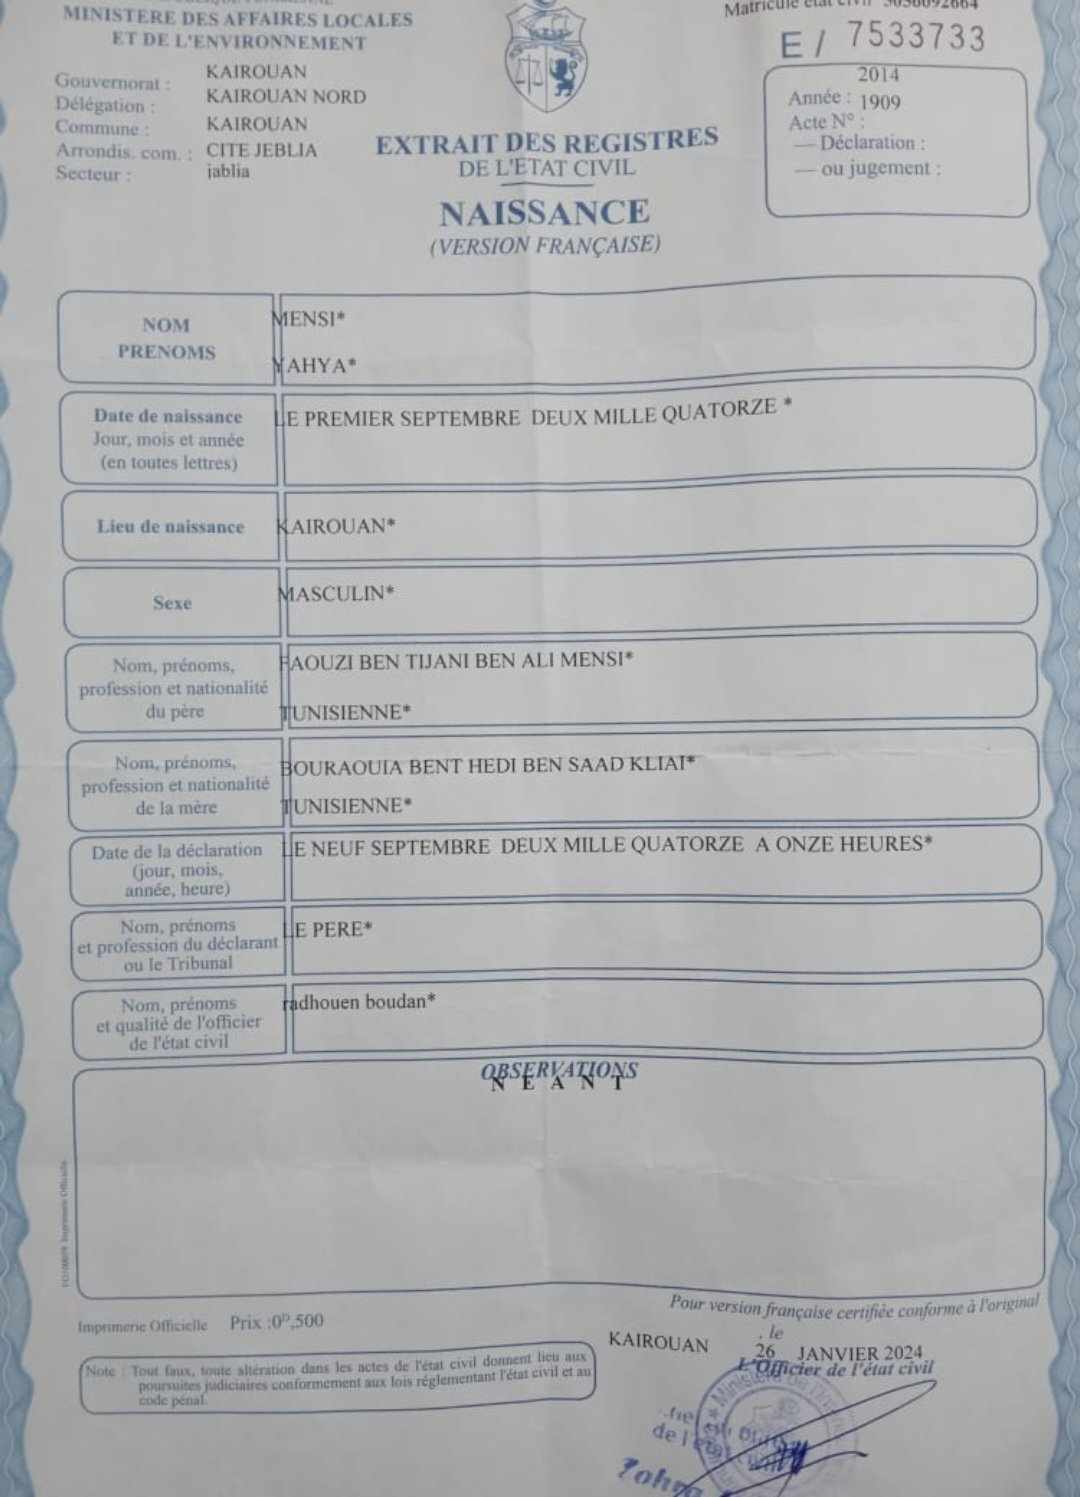 MINISTERE DES AFFAIRES LOCALES
ET DE L'ENVIRONNEMENT
Gouvernorat : KAIROUAN
Délégation : KAIROUAN NORD
Commune : KAIROUAN
Arrondis. com. : CITE JEBLIA
Secteur : jablia
Matricule état civil 3030092664
E / 7533733
2014
Année : 1909
Acte N° :
— Déclaration :
— ou jugement :
EXTRAIT DES REGISTRES
DE L'ÉTAT CIVIL
NAISSANCE
(VERSION FRANÇAISE)
NOM MENSI*
PRENOMS YAHYA*
Date de naissance LE PREMIER SEPTEMBRE DEUX MILLE QUATORZE *
Jour, mois et année
(en toutes lettres)
Lieu de naissance KAIROUAN*
Sexe MASCULIN*
Nom, prénoms, FAOUZI BEN TIJANI BEN ALI MENSI*
profession et nationalité
du père TUNISIENNE*
Nom, prénoms, BOURAOUIA BENT HEDI BEN SAAD KLIAI*
profession et nationalité
de la mère TUNISIENNE*
Date de la déclaration LE NEUF SEPTEMBRE DEUX MILLE QUATORZE A ONZE HEURES*
(jour, mois,
année, heure)
Nom, prénoms LE PERE*
et profession du déclarant
ou le Tribunal
Nom, prénoms radhouen boudan*
et qualité de l'officier
de l'état civil
OBSERVATIONS
N E A N T
Imprimerie Officielle Prix :0ᴰ,500
Pour version française certifiée conforme à l'original
KAIROUAN , le
26 JANVIER 2024
L'Officier de l'état civil
Note : Tout faux, toute altération dans les actes de l'état civil donnent lieu aux
poursuites judiciaires conformement aux lois réglementant l'état civil et au
code pénal.